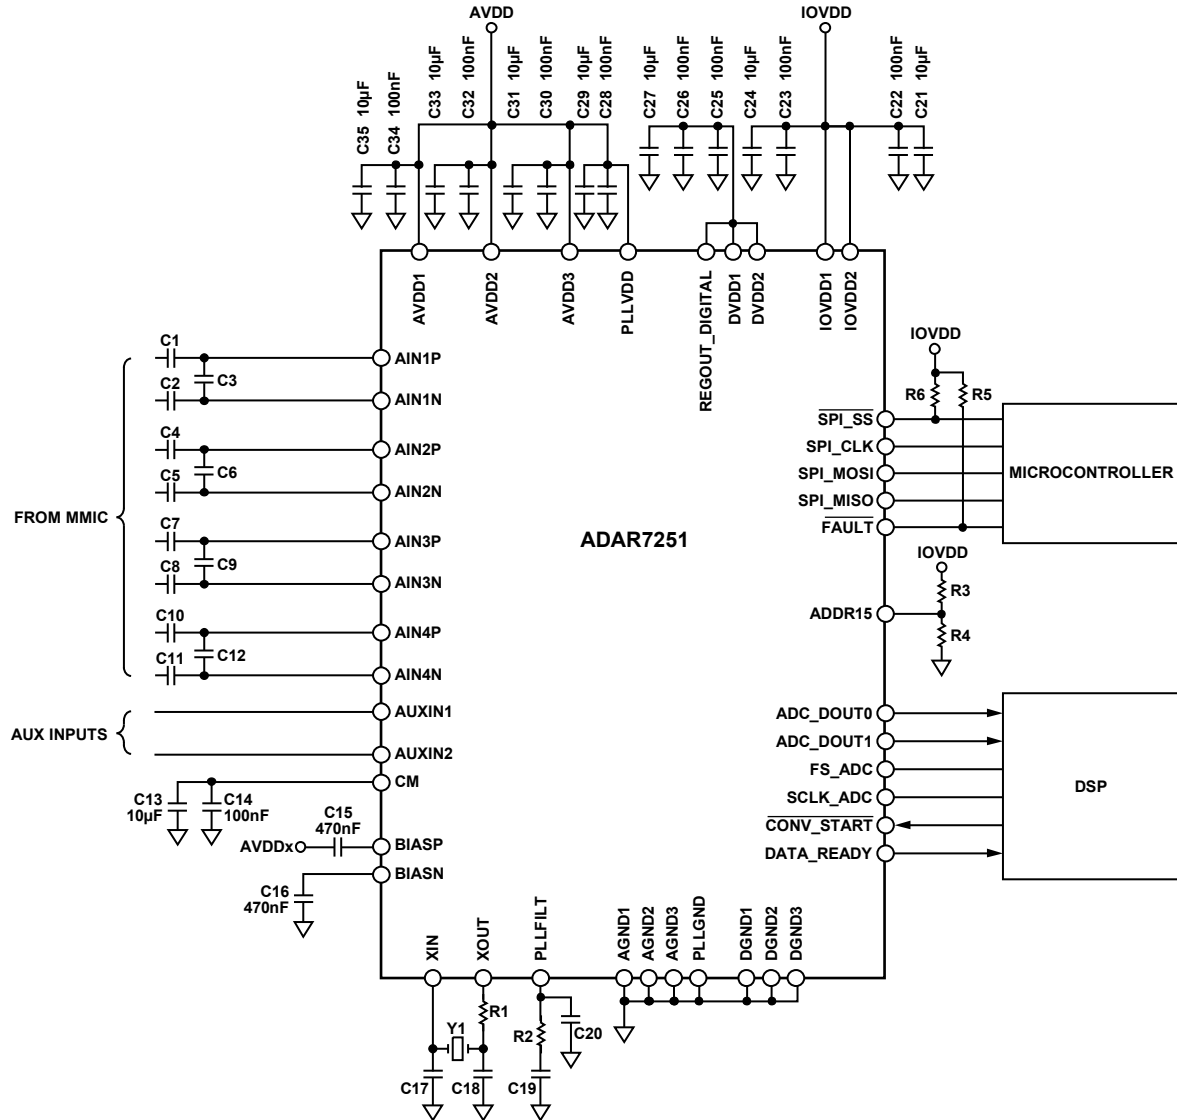 AVDD
IOVDD
C35 10µF
C34 100nF
C33 10µF
C32 100nF
C31 10µF
C30 100nF
C29 10µF
C28 100nF
C27 10µF
C26 100nF
C25 100nF
C24 10µF
C23 100nF
C22 100nF
C21 10µF
AVDD1
AVDD2
AVDD3
PLLVDD
REGOUT_DIGITAL
DVDD1
DVDD2
IOVDD1
IOVDD2
C1
C2
C3
C4
C5
C6
C7
C8
C9
C10
C11
C12
FROM MMIC
AUX INPUTS
AIN1P
AIN1N
AIN2P
AIN2N
AIN3P
AIN3N
AIN4P
AIN4N
AUXIN1
AUXIN2
CM
BIASP
BIASN
C13
10µF
C14
100nF
C15
470nF
AVDDx
C16
470nF
ADAR7251
IOVDD
R6
R5
SPI_SS
SPI_CLK
SPI_MOSI
SPI_MISO
FAULT
MICROCONTROLLER
IOVDD
R3
ADDR15
R4
ADC_DOUT0
ADC_DOUT1
FS_ADC
SCLK_ADC
CONV_START
DATA_READY
DSP
XIN
XOUT
PLLFILT
AGND1
AGND2
AGND3
PLLGND
DGND1
DGND2
DGND3
R1
Y1
R2
C20
C17
C18
C19